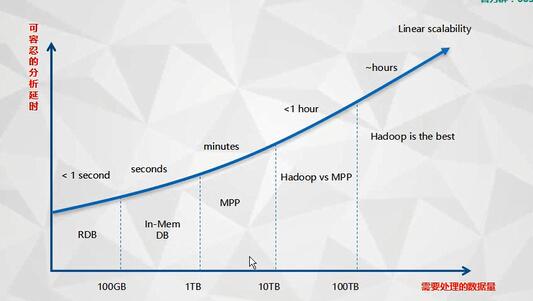 Linear scalability
可容忍的分析延时
~hours
<1 hour
Hadoop is the best
minutes
seconds
< 1 second
Hadoop vs MPP
MPP
In-Mem
DB
RDB
100GB
1TB
10TB
100TB
需要处理的数据量